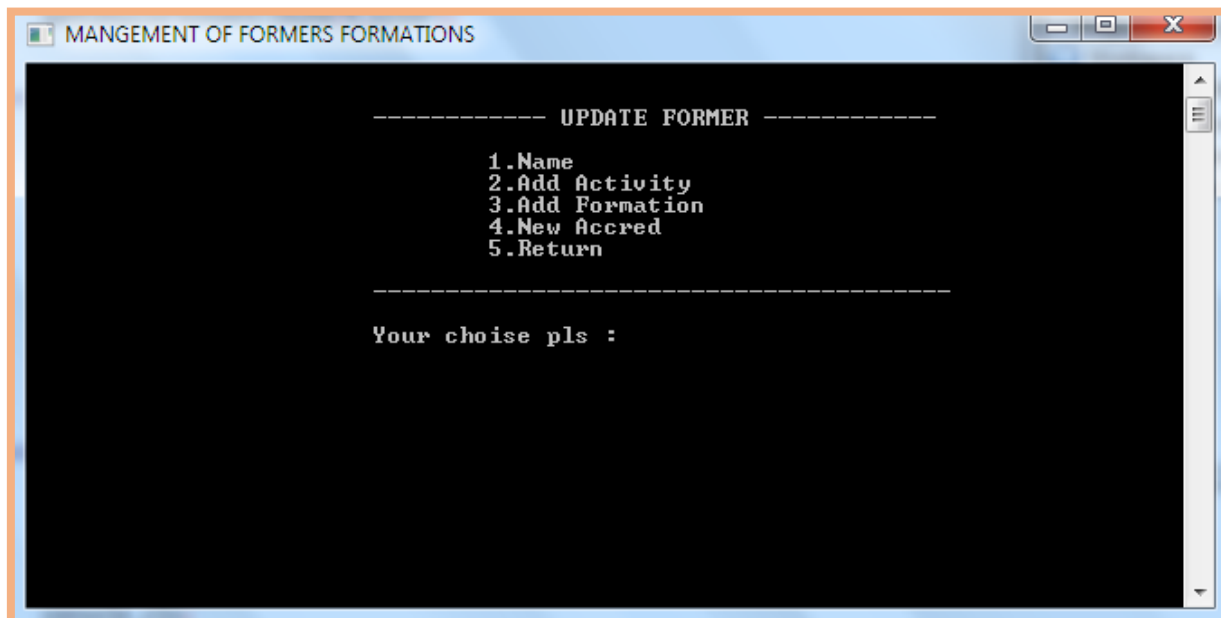 MANGEMENT OF FORMERS FORMATIONS
------------ UPDATE FORMER ------------
1.Name
2.Add Activity
3.Add Formation
4.New Accred
5.Return
----------------------------------------
Your choise pls :